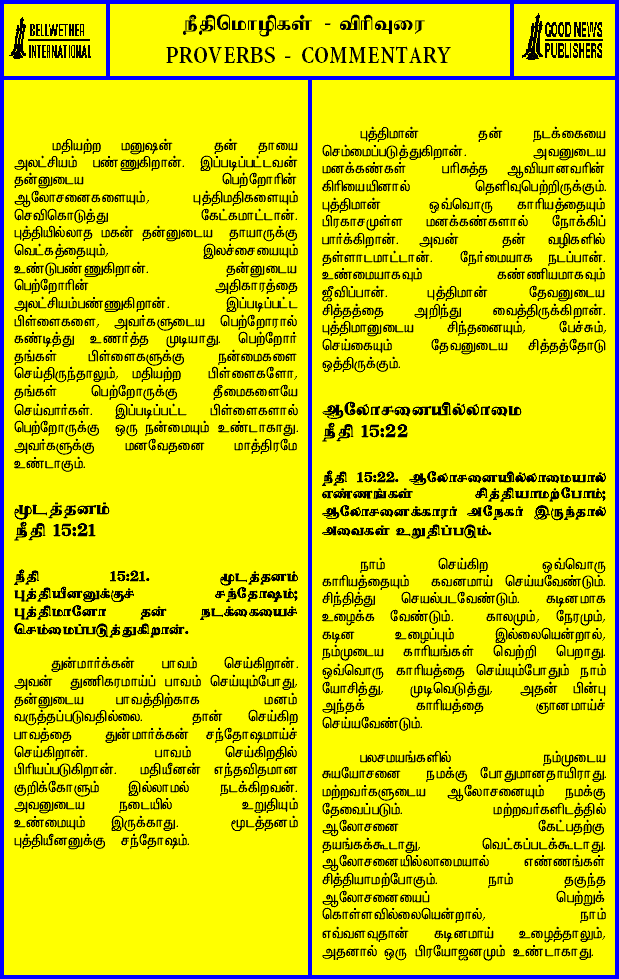 BELLWETHER
INTERNATIONAL
நீதிமொழிகள் - விரிவுரை
PROVERBS - COMMENTARY
GOOD NEWS
PUBLISHERS
மதியற்ற மனுஷன் தன் தாயை
அலட்சியம் பண்ணுகிறான். இப்படிப்பட்டவன்
தன்னுடைய பெற்றோரின்
ஆலோசனைகளையும், புத்திமதிகளையும்
செவிகொடுத்து கேட்கமாட்டான்.
புத்தியில்லாத மகன் தன்னுடைய தாயாருக்கு
வெட்கத்தையும், இலச்சையையும்
உண்டுபண்ணுகிறான். தன்னுடைய
பெற்றோரின் அதிகாரத்தை
அலட்சியம்பண்ணுகிறான். இப்படிப்பட்ட
பிள்ளைகளை, அவர்களுடைய பெற்றோரால்
கண்டித்து உணர்த்த முடியாது. பெற்றோர்
தங்கள் பிள்ளைகளுக்கு நன்மைகளை
செய்திருந்தாலும், மதியற்ற பிள்ளைகளோ,
தங்கள் பெற்றோருக்கு தீமைகளையே
செய்வார்கள். இப்படிப்பட்ட பிள்ளைகளால்
பெற்றோருக்கு ஒரு நன்மையும் உண்டாகாது.
அவர்களுக்கு மனவேதனை மாத்திரமே
உண்டாகும்.
மூடத்தனம்
நீதி 15:21
நீதி 15:21. மூடத்தனம்
புத்தியீனனுக்குச் சந்தோஷம்;
புத்திமானோ தன் நடக்கையைச்
செம்மைப்படுத்துகிறான்.
துன்மார்க்கன் பாவம் செய்கிறான்.
அவன் துணிகரமாய்ப் பாவம் செய்யும்போது,
தன்னுடைய பாவத்திற்காக மனம்
வருத்தப்படுவதில்லை. தான் செய்கிற
பாவத்தை துன்மார்க்கன் சந்தோஷமாய்ச்
செய்கிறான். பாவம் செய்கிறதில்
பிரியப்படுகிறான். மதியீனன் எந்தவிதமான
குறிக்கோளும் இல்லாமல் நடக்கிறவன்.
அவனுடைய நடையில் உறுதியும்
உண்மையும் இருக்காது. மூடத்தனம்
புத்தியீனனுக்கு சந்தோஷம்.
புத்திமான் தன் நடக்கையை
செம்மைப்படுத்துகிறான். அவனுடைய
மனக்கண்கள் பரிசுத்த ஆவியானவரின்
கிரியையினால் தெளிவுபெற்றிருக்கும்.
புத்திமான் ஒவ்வொரு காரியத்தையும்
பிரகாசமுள்ள மனக்கண்களால் நோக்கிப்
பார்க்கிறான். அவன் தன் வழிகளில்
தள்ளாடமாட்டான். நேர்மையாக நடப்பான்.
உண்மையாகவும் கண்ணியமாகவும்
ஜீவிப்பான். புத்திமான் தேவனுடைய
சித்தத்தை அறிந்து வைத்திருக்கிறான்.
புத்திமானுடைய சிந்தனையும், பேச்சும்,
செய்கையும் தேவனுடைய சித்தத்தோடு
ஒத்திருக்கும்.
ஆலோசனையில்லாமை
நீதி 15:22
நீதி 15:22. ஆலோசனையில்லாமையால்
எண்ணங்கள் சித்தியாமற்போம்;
ஆலோசனைக்காரர் அநேகர் இருந்தால்
அவைகள் உறுதிப்படும்.
நாம் செய்கிற ஒவ்வொரு
காரியத்தையும் கவனமாய் செய்யவேண்டும்.
சிந்தித்து செயல்படவேண்டும். கடினமாக
உழைக்க வேண்டும். காலமும், நேரமும்,
கடின உழைப்பும் இல்லையென்றால்,
நம்முடைய காரியங்கள் வெற்றி பெறாது.
ஒவ்வொரு காரியத்தை செய்யும்போதும் நாம்
யோசித்து, முடிவெடுத்து, அதன் பின்பு
அந்தக் காரியத்தை ஞானமாய்ச்
செய்யவேண்டும்.
பலசமயங்களில் நம்முடைய
சுயயோசனை நமக்கு போதுமானதாயிராது.
மற்றவர்களுடைய ஆலோசனையும் நமக்கு
தேவைப்படும். மற்றவர்களிடத்தில்
ஆலோசனை கேட்பதற்கு
தயங்கக்கூடாது, வெட்கப்படக்கூடாது.
ஆலோசனையில்லாமையால் எண்ணங்கள்
சித்தியாமற்போகும். நாம் தகுந்த
ஆலோசனையைப் பெற்றுக்
கொள்ளவில்லையென்றால், நாம்
எவ்வளவுதான் கடினமாய் உழைத்தாலும்,
அதனால் ஒரு பிரயோஜனமும் உண்டாகாது.